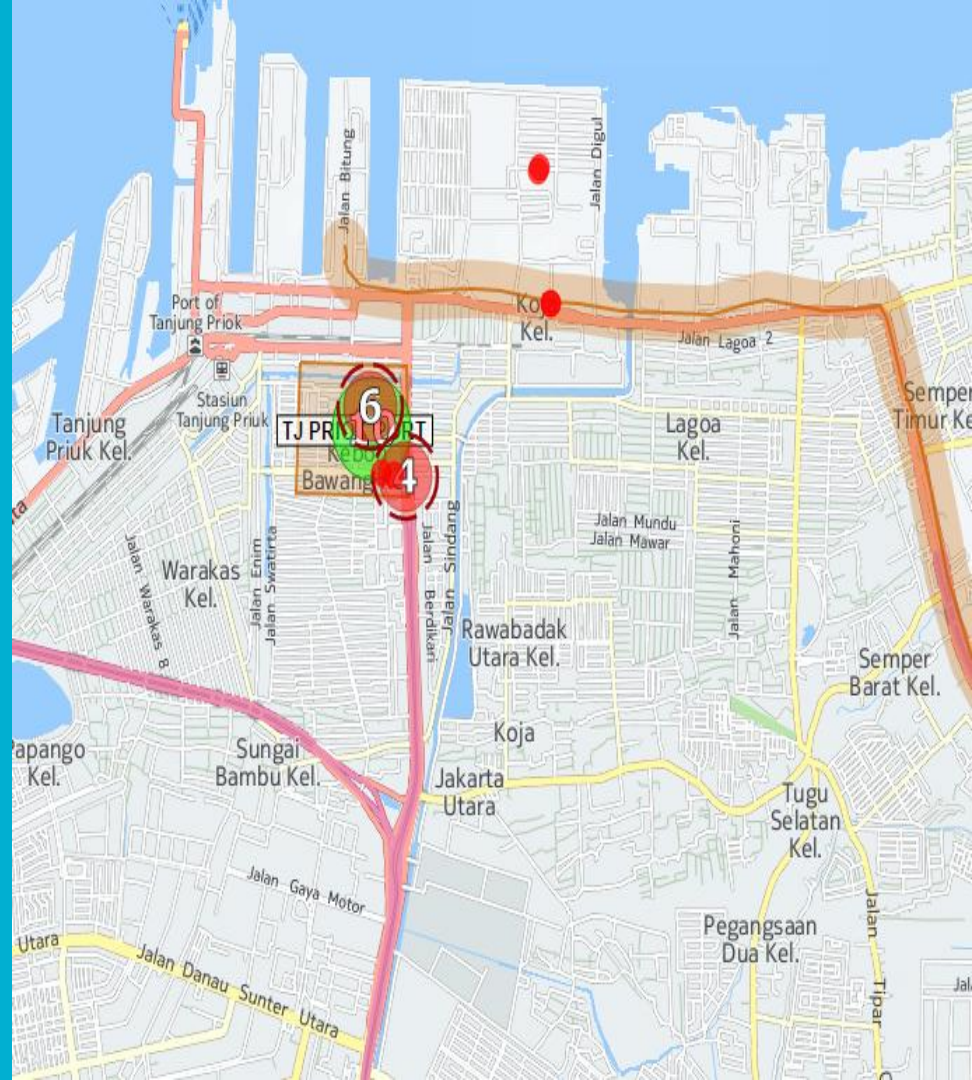 Jalan Bitung
Jalan Digul
Port of
Tanjung Priok
Kel.
Jalan Lagoa 2
Stasiun
Tanjung Priuk
6
TJ PR
RT
4
Bawang
Tanjung
Priuk Kel.
Lagoa
Kel.
Semper
Timur
Jalan Mundu
Jalan Mawar
Jalan Mahoni
Jalan Warakas 8
Warakas
Kel.
Jalan Enim
Jalan Swatirta
Jalan Berdikari
Jalan Sindang
Rawabadak
Utara Kel.
Semper
Barat Kel.
Koja
Papango
Kel.
Sungai
Bambu Kel.
Jakarta
Utara
Tugu
Selatan
Kel.
Jalan Gaya Motor
Pegangsaan
Dua Kel.
Utara
Jalan Danau Sunter Utara
Jalan Tipar